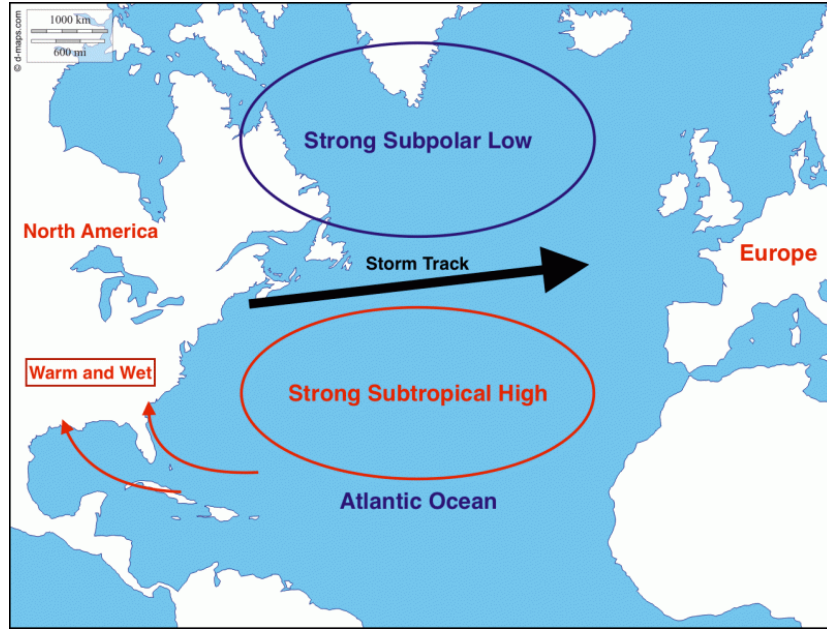 1000 km
600 mi
© d-maps.com
Strong Subpolar Low
North America
Storm Track
Europe
Warm and Wet
Strong Subtropical High
Atlantic Ocean